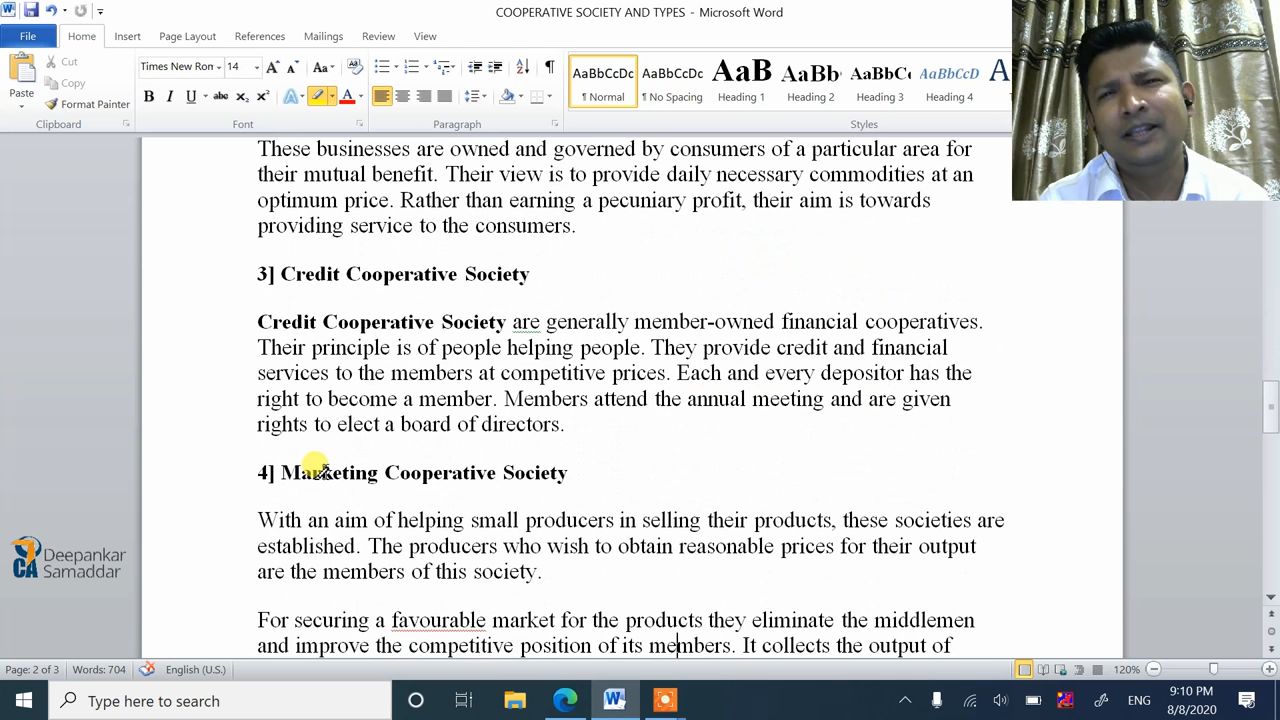 COOPERATIVE SOCIETY AND TYPES - Microsoft Word
File Home Insert Page Layout References Mailings Review View
Paste
Cut
Copy
Format Painter
Clipboard
Times New Ron 14
Font
Paragraph
AaBbCcDc AaBbCcDc AaB AaBb( AaBbC( AaBbCcD A
¶ Normal ¶ No Spacing Heading 1 Heading 2 Heading 3 Heading 4
Styles
These businesses are owned and governed by consumers of a particular area for
their mutual benefit. Their view is to provide daily necessary commodities at an
optimum price. Rather than earning a pecuniary profit, their aim is towards
providing service to the consumers.
3] Credit Cooperative Society
Credit Cooperative Society are generally member-owned financial cooperatives.
Their principle is of people helping people. They provide credit and financial
services to the members at competitive prices. Each and every depositor has the
right to become a member. Members attend the annual meeting and are given
rights to elect a board of directors.
4] Marketing Cooperative Society
With an aim of helping small producers in selling their products, these societies are
established. The producers who wish to obtain reasonable prices for their output
are the members of this society.
For securing a favourable market for the products they eliminate the middlemen
and improve the competitive position of its members. It collects the output of
CA Deepankar
Samaddar
Page: 2 of 3 Words: 704 English (U.S.) 120%
Type here to search
ENG
9:10 PM
8/8/2020